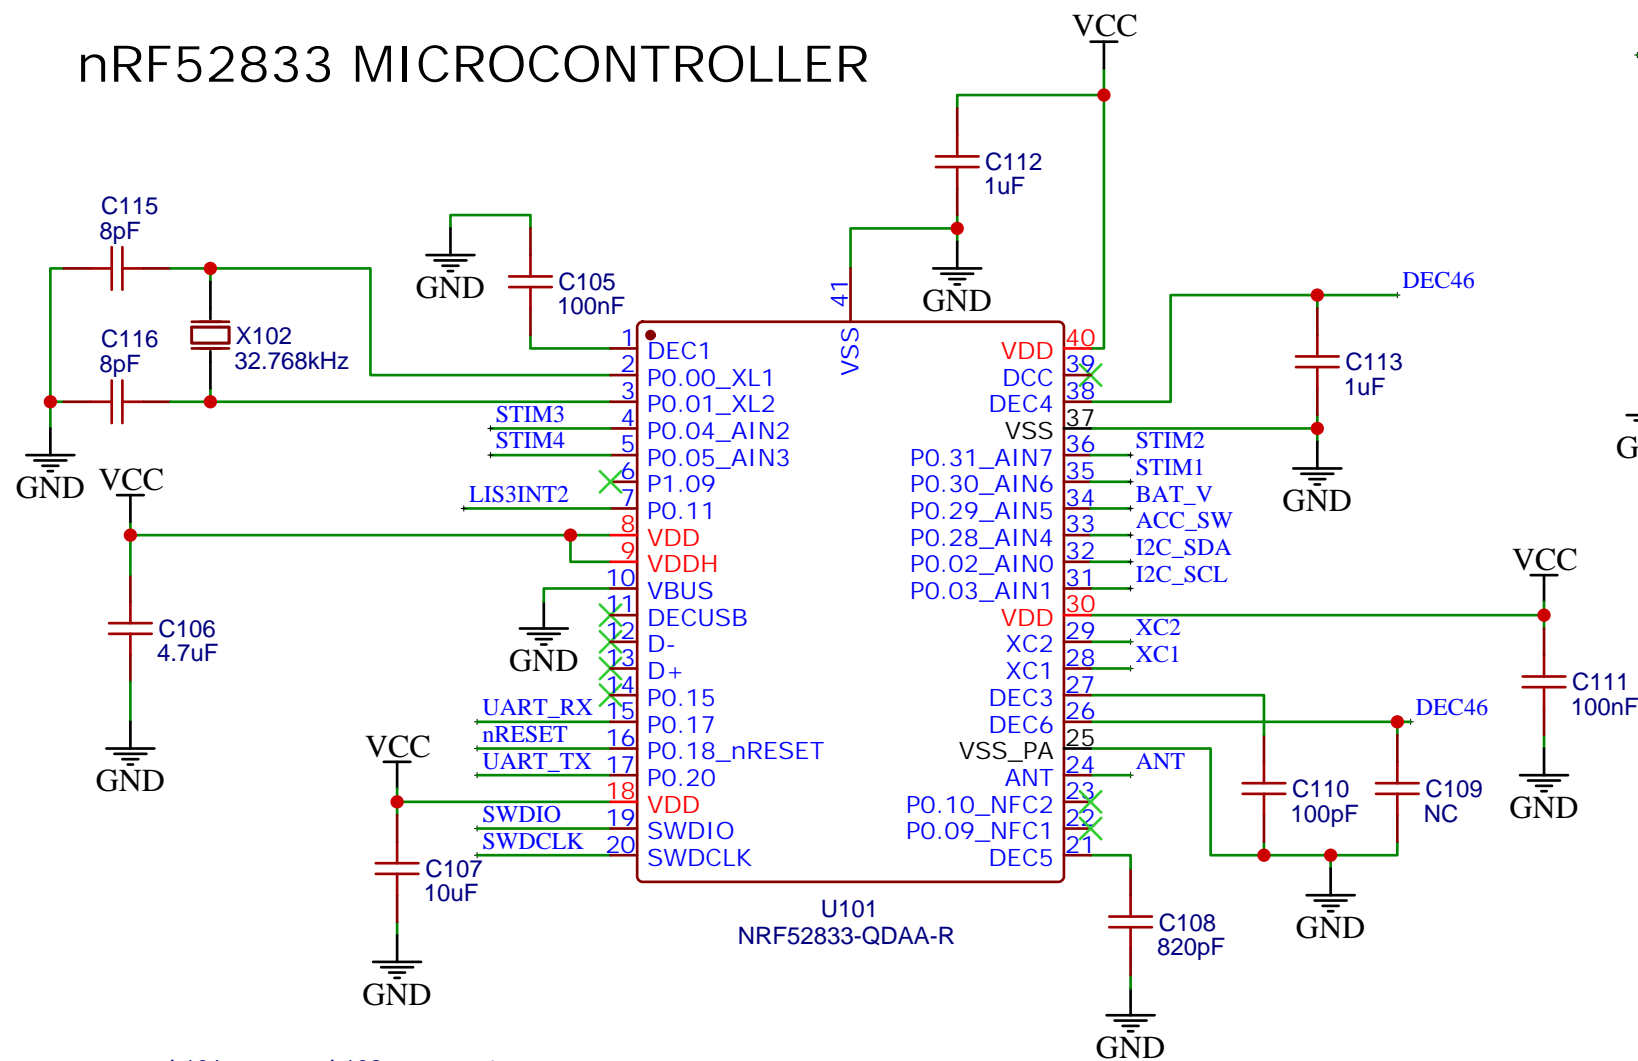 nRF52833 MICROCONTROLLER
VCC
C112
1uF
GND
C115
8pF
C116
8pF
X102
32.768kHz
GND
GND
C105
100nF
41
VSS
DEC46
C113
1uF
GND
1 DEC1
2 P0.00_XL1
3 P0.01_XL2
STIM3 4 P0.04_AIN2
STIM4 5 P0.05_AIN3
6 P1.09
LIS3INT2 7 P0.11
8 VDD
9 VDDH
10 VBUS
11 DECUSB
12 D-
13 D+
14 P0.15
UART_RX 15 P0.17
nRESET 16 P0.18_nRESET
UART_TX 17 P0.20
18 VDD
SWDIO 19 SWDIO
SWDCLK 20 SWDCLK
VDD 40
DCC 39
DEC4 38
VSS 37
P0.31_AIN7 36 STIM2
P0.30_AIN6 35 STIM1
P0.29_AIN5 34 BAT_V
P0.28_AIN4 33 ACC_SW
P0.02_AIN0 32 I2C_SDA
P0.03_AIN1 31 I2C_SCL
VDD 30
XC2 29 XC2
XC1 28 XC1
DEC3 27
DEC6 26 DEC46
VSS_PA 25
ANT 24 ANT
P0.10_NFC2 23
P0.09_NFC1 22
DEC5 21
U101
NRF52833-QDAA-R
VCC
C106
4.7uF
GND
GND
VCC
C107
10uF
GND
VCC
C111
100nF
GND
C110
100pF
C109
NC
GND
C108
820pF
GND